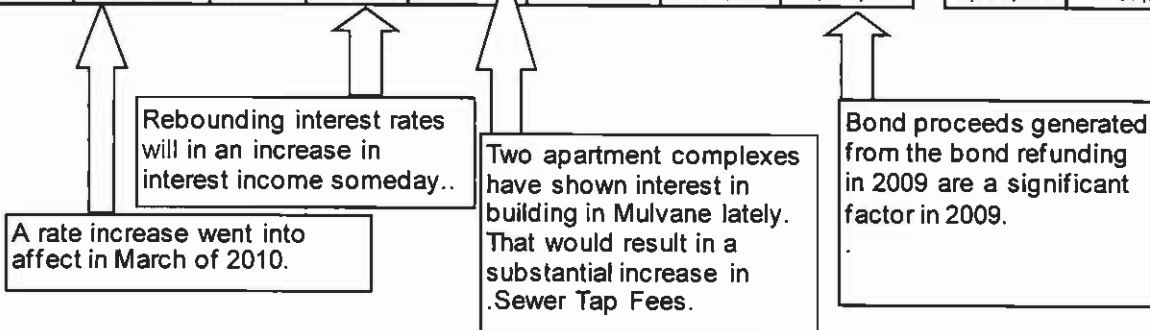 Rebounding interest rates
will in an increase in
interest income someday..
A rate increase went into
affect in March of 2010.
Two apartment complexes
have shown interest in
building in Mulvane lately.
That would result in a
substantial increase in
.Sewer Tap Fees.
Bond proceeds generated
from the bond refunding
in 2009 are a significant
factor in 2009.
.